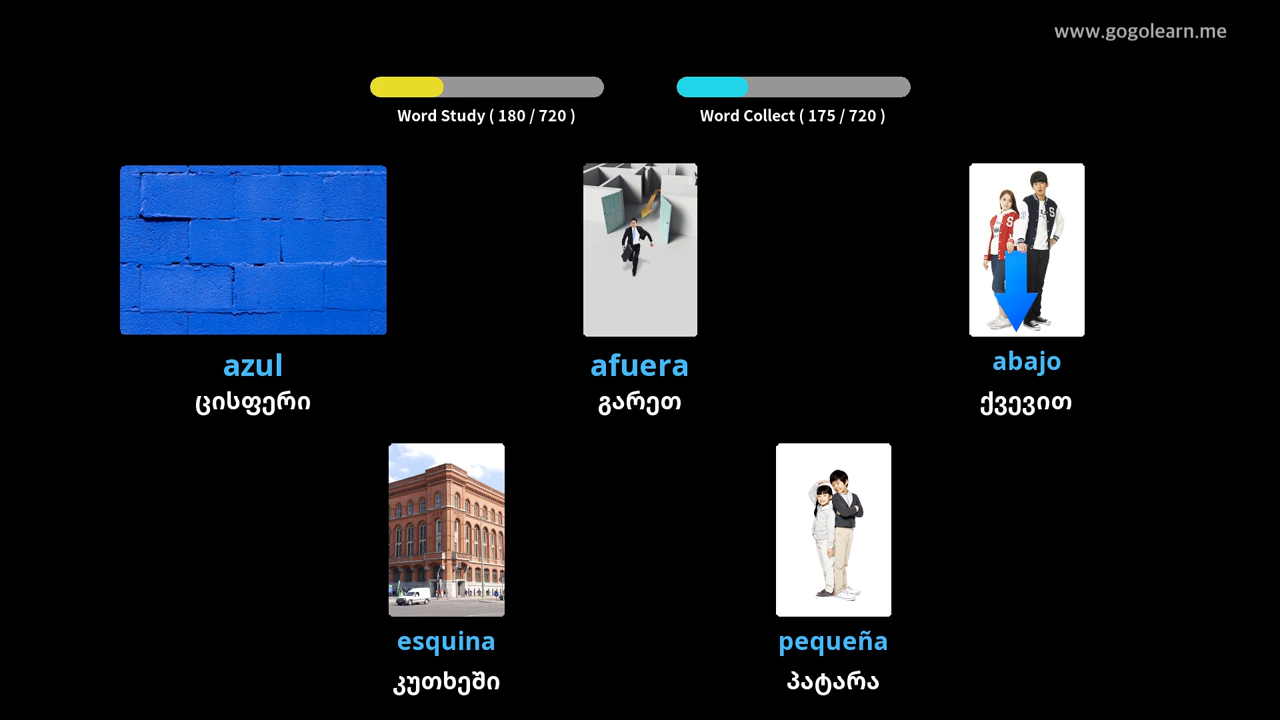 www.gogolearn.me
Word Study ( 180 / 720 )
Word Collect ( 175 / 720 )
azul
ცისფერი
afuera
გარეთ
abajo
ქვევით
esquina
კუთხეში
pequeña
პატარა